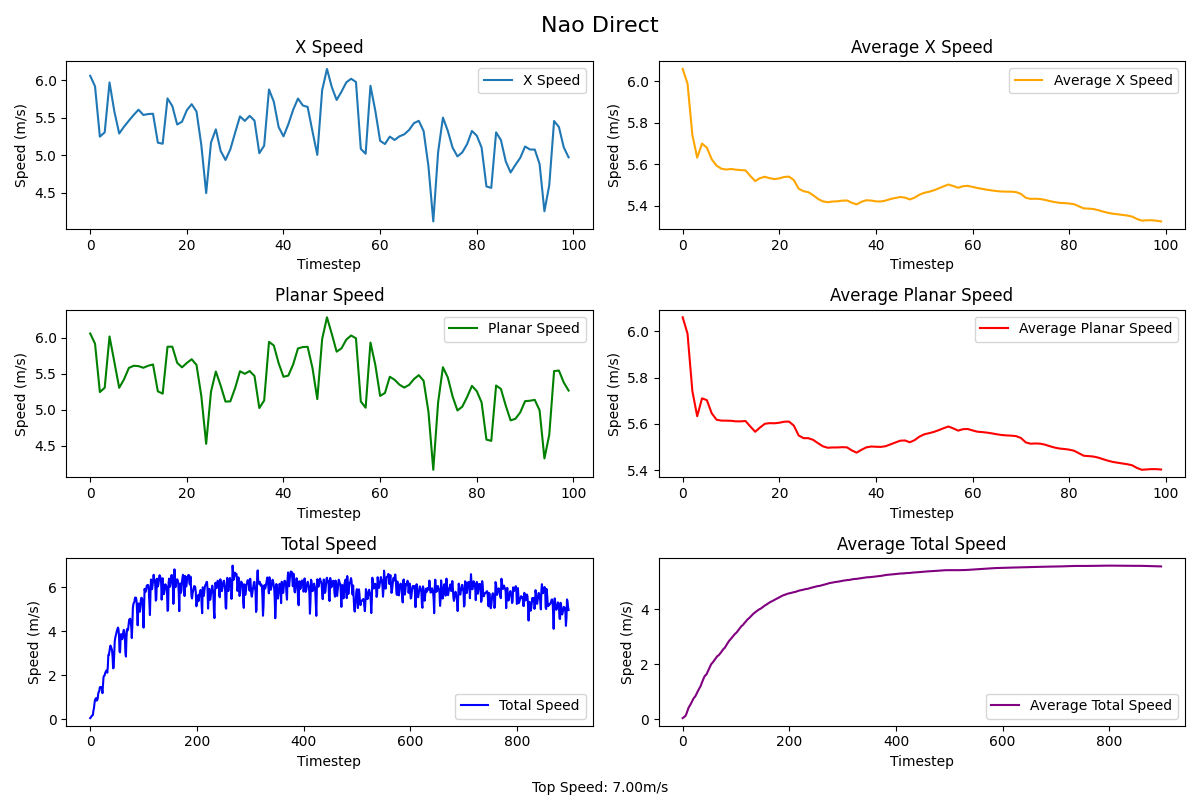 Nao Direct
X Speed
Average X Speed
Speed (m/s)
6.0
5.5
5.0
4.5
X Speed
0 20 40 60 80 100
Timestep
Speed (m/s)
6.0
5.8
5.6
5.4
Average X Speed
0 20 40 60 80 100
Timestep
Planar Speed
Average Planar Speed
Speed (m/s)
6.0
5.5
5.0
4.5
Planar Speed
0 20 40 60 80 100
Timestep
Speed (m/s)
6.0
5.8
5.6
5.4
Average Planar Speed
0 20 40 60 80 100
Timestep
Total Speed
Average Total Speed
Speed (m/s)
6
4
2
0
Total Speed
0 200 400 600 800
Timestep
Speed (m/s)
4
2
0
Average Total Speed
0 200 400 600 800
Timestep
Top Speed: 7.00m/s